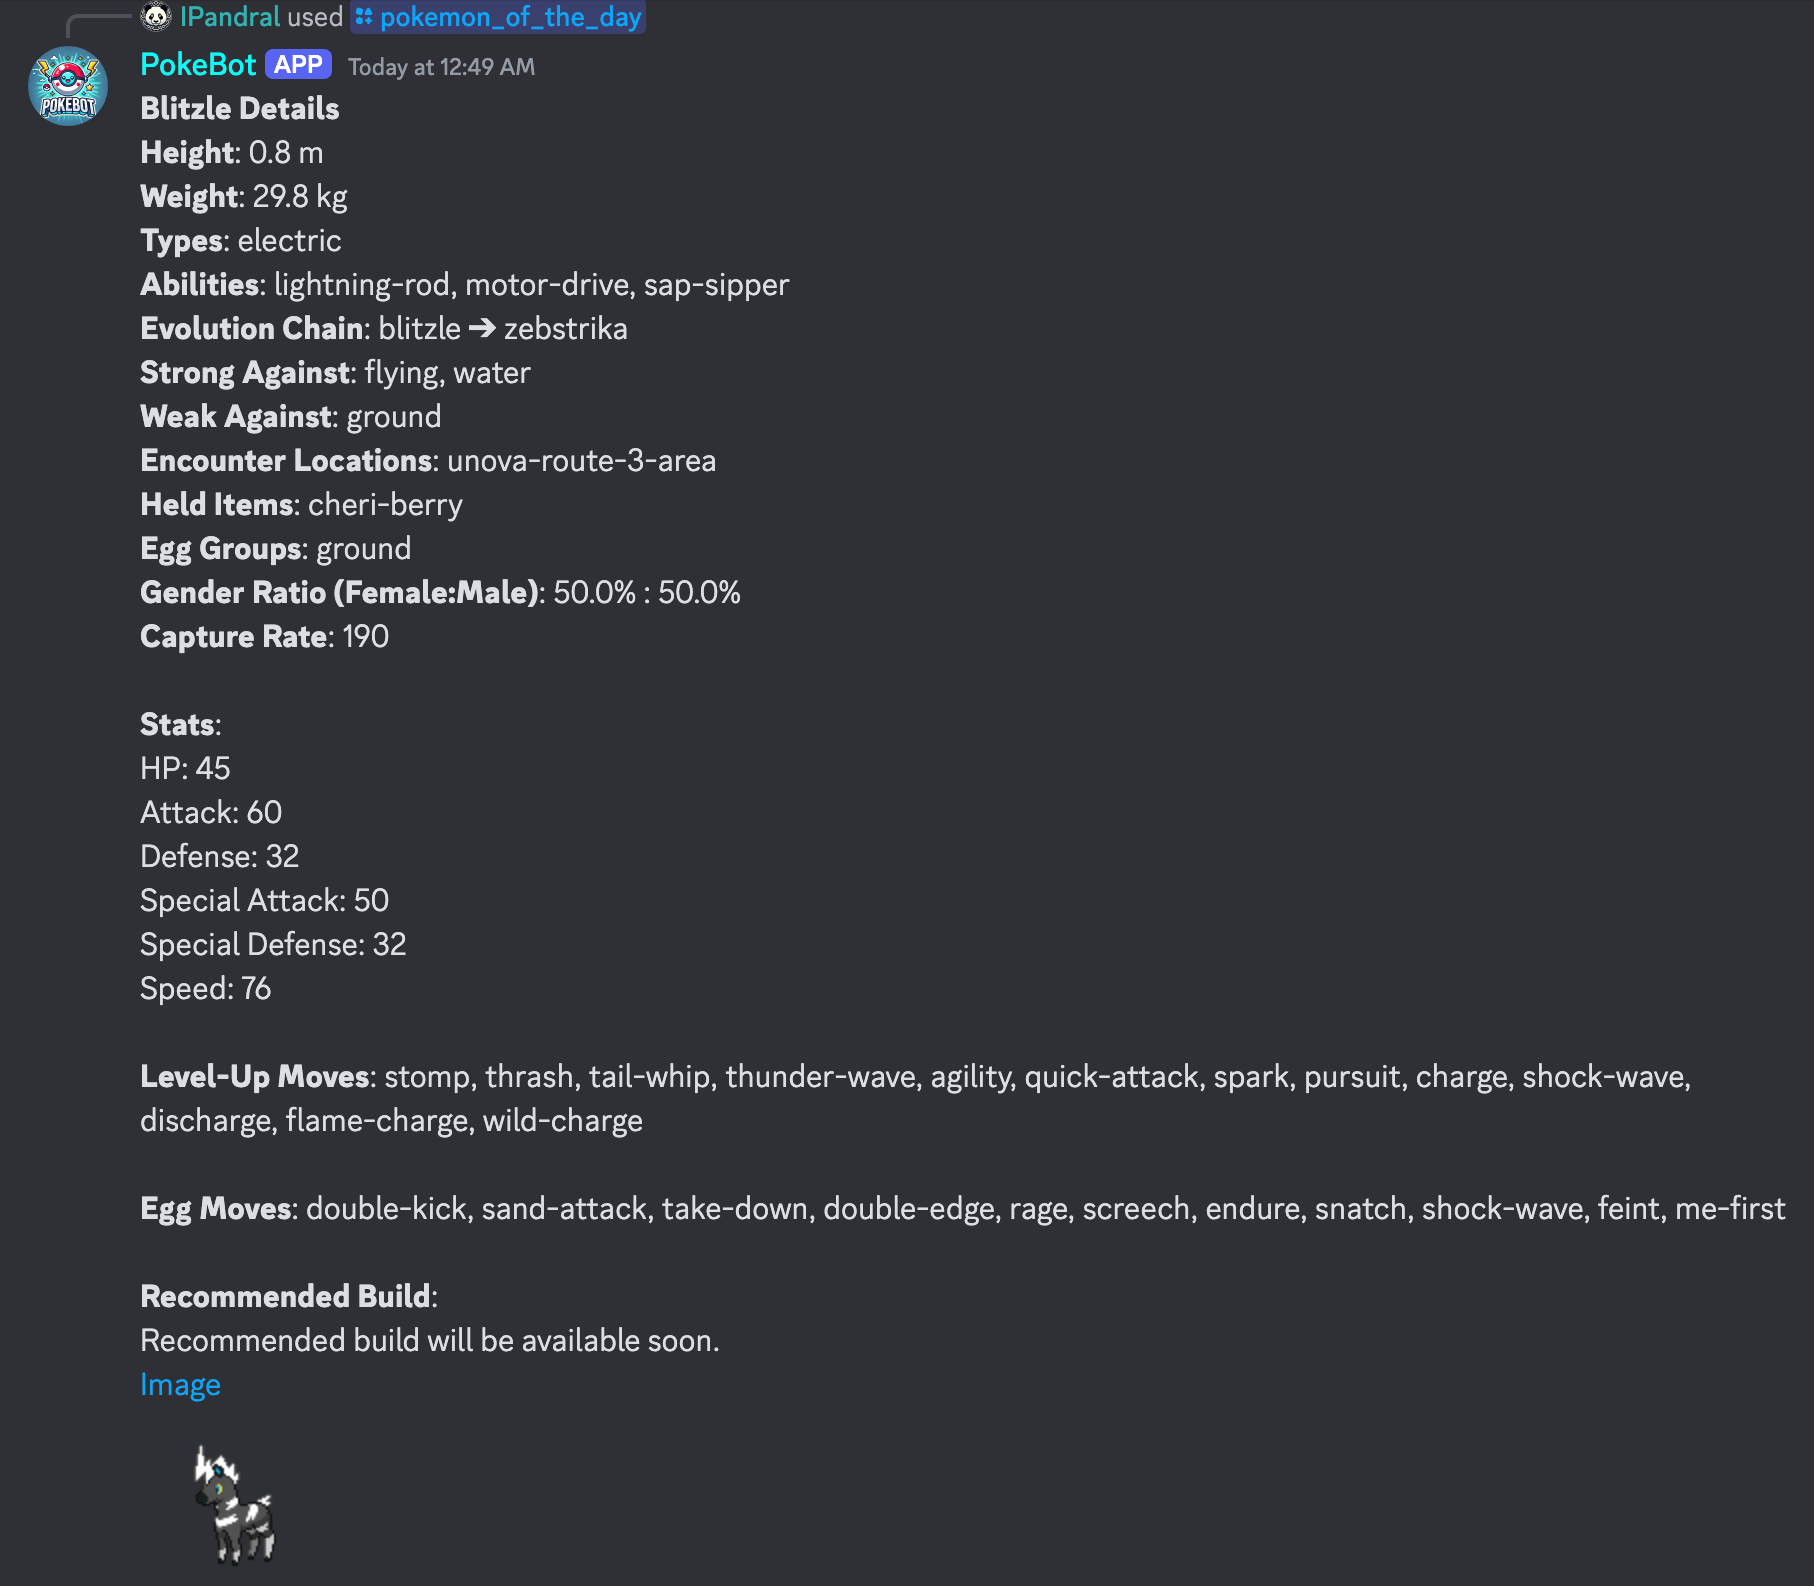 IPandral used pokemon_of_the_day
PokeBot APP Today at 12:49 AM
POKEBOT
Blitzle Details
Height: 0.8 m
Weight: 29.8 kg
Types: electric
Abilities: lightning-rod, motor-drive, sap-sipper
Evolution Chain: blitzle ➔ zebstrika
Strong Against: flying, water
Weak Against: ground
Encounter Locations: unova-route-3-area
Held Items: cheri-berry
Egg Groups: ground
Gender Ratio (Female:Male): 50.0% : 50.0%
Capture Rate: 190
Stats:
HP: 45
Attack: 60
Defense: 32
Special Attack: 50
Special Defense: 32
Speed: 76
Level-Up Moves: stomp, thrash, tail-whip, thunder-wave, agility, quick-attack, spark, pursuit, charge, shock-wave,
discharge, flame-charge, wild-charge
Egg Moves: double-kick, sand-attack, take-down, double-edge, rage, screech, endure, snatch, shock-wave, feint, me-first
Recommended Build:
Recommended build will be available soon.
Image